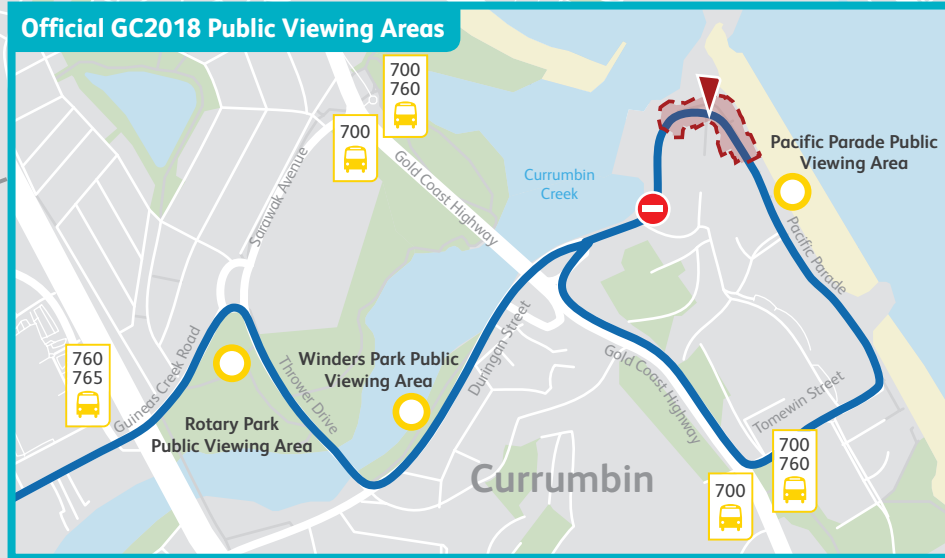 Official GC2018 Public Viewing Areas
700
760
700
Sarawak Avenue
Gold Coast Highway
Currumbin
Creek
Pacific Parade Public
Viewing Area
Pacific Parade
760
765
Guineas Creek Road
Thrower Drive
Winders Park Public
Viewing Area
Duringan Street
Rotary Park
Public Viewing Area
Gold Coast Highway
Tomewin Street
Currumbin
700
700
760